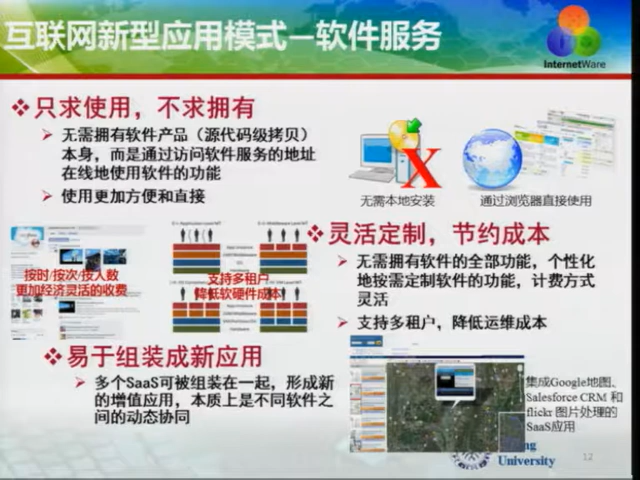 互联网新型应用模式—软件服务
InternetWare
只求使用，不求拥有
无需拥有软件产品（源代码级拷贝）
本身，而是通过访问软件服务的地址
在线地使用软件的功能
使用更加方便和直接
X
无需本地安装
通过浏览器直接使用
按时/按次/按人数
更加经济灵活的收费
支持多租户
降低软硬件成本
灵活定制，节约成本
无需拥有软件的全部功能，个性化
地按需定制软件的功能，计费方式
灵活
支持多租户，降低运维成本
易于组装成新应用
多个SaaS可被组装在一起，形成新
的增值应用，本质上是不同软件之
间的动态协同
集成Google地图、
Salesforce CRM 和
flickr 图片处理的
SaaS应用
University
12